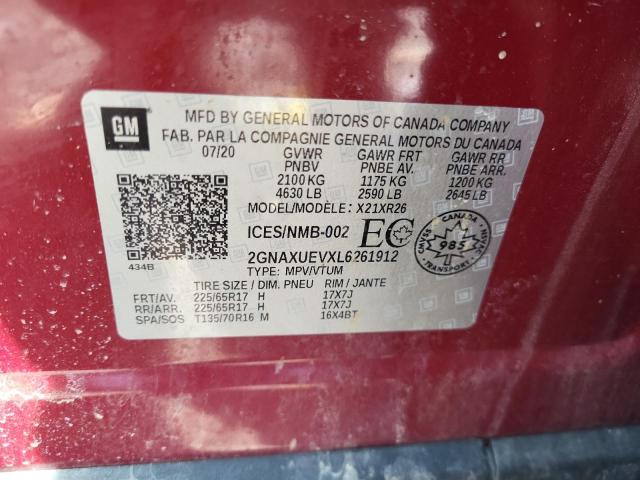 GM
MFD BY GENERAL MOTORS OF CANADA COMPANY
FAB. PAR LA COMPAGNIE GENERAL MOTORS DU CANADA
07/20 GVWR GAWR FRT GAWR RR
PNBV PNBE AV. PNBE ARR.
2100 KG 1175 KG 1200 KG
4630 LB 2590 LB 2645 LB
MODEL/MODÈLE: X21XR26
ICES/NMB-002 EC
2GNAXUEVXL6261912
434B TYPE: MPV/VTUM
CANADA
985
CMVSS NSVAC
TIRE SIZE / DIM. PNEU RIM / JANTE
FRT/AV. 225/65R17 H 17X7J
RR/ARR. 225/65R17 H 17X7J
SPA/SOS T135/70R16 M 16X4BT